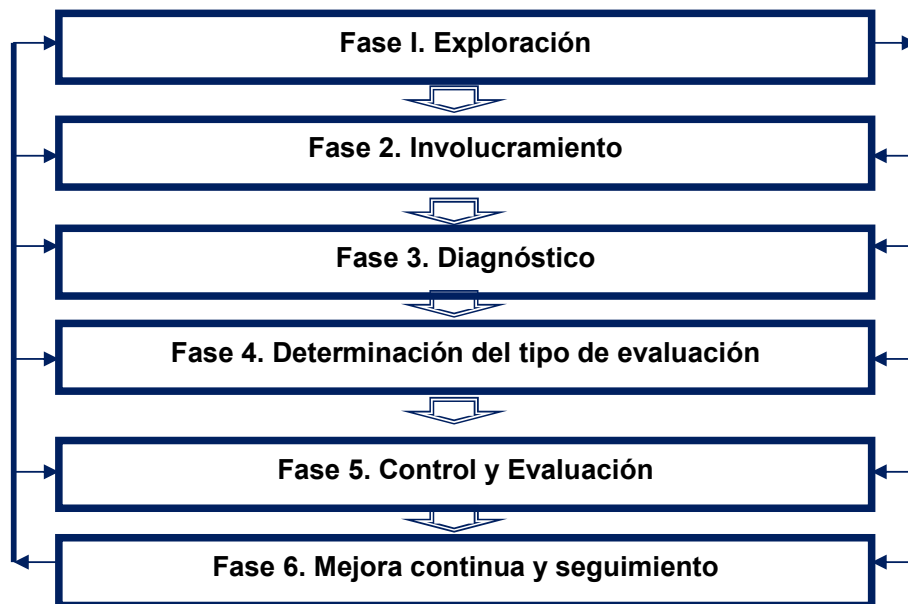 Fase I. Exploración
Fase 2. Involucramiento
Fase 3. Diagnóstico
Fase 4. Determinación del tipo de evaluación
Fase 5. Control y Evaluación
Fase 6. Mejora continua y seguimiento